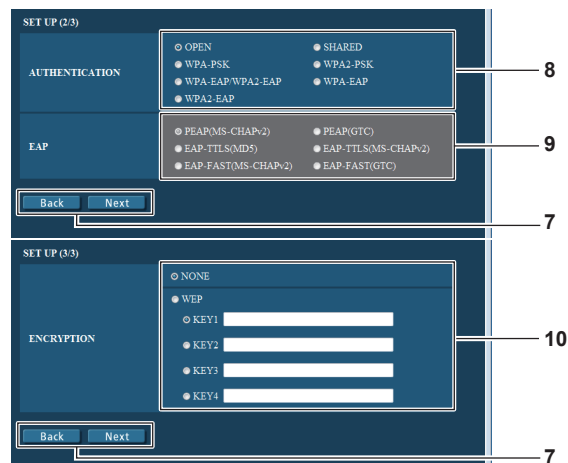 SET UP (2/3)
AUTHENTICATION
OPEN SHARED
WPA-PSK WPA2-PSK
WPA-EAP/WPA2-EAP WPA-EAP
WPA2-EAP
8
EAP
PEAP(MS-CHAPv2) PEAP(GTC)
EAP-TTLS(MD5) EAP-TTLS(MS-CHAPv2)
EAP-FAST(MS-CHAPv2) EAP-FAST(GTC)
9
Back Next
7
SET UP (3/3)
ENCRYPTION
NONE
WEP
KEY1
KEY2
KEY3
KEY4
10
Back Next
7